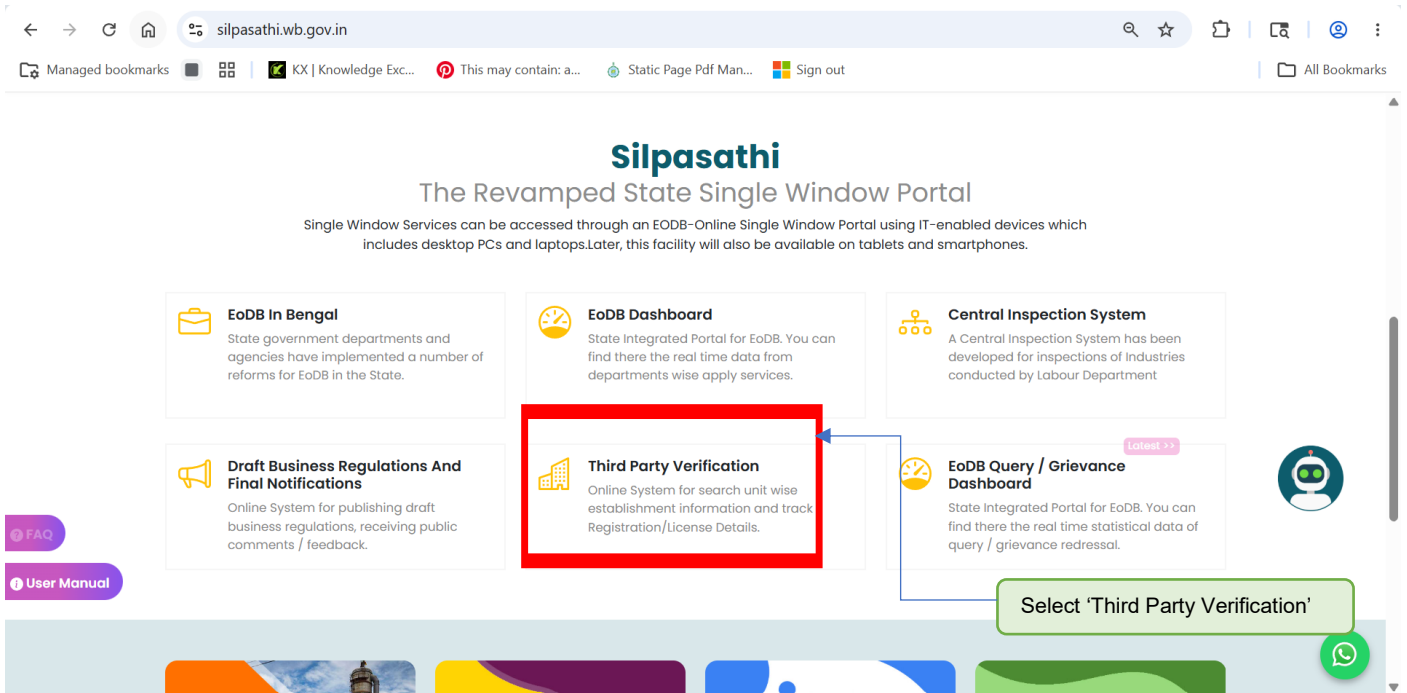 silpasathi.wb.gov.in
Managed bookmarks
KX | Knowledge Exc...
This may contain: a...
Static Page Pdf Man...
Sign out
All Bookmarks
Silpasathi
The Revamped State Single Window Portal
Single Window Services can be accessed through an EODB-Online Single Window Portal using IT-enabled devices which
includes desktop PCs and laptops.Later, this facility will also be available on tablets and smartphones.
EoDB In Bengal
State government departments and
agencies have implemented a number of
reforms for EoDB in the State.
EoDB Dashboard
State Integrated Portal for EoDB. You can
find there the real time data from
departments wise apply services.
Central Inspection System
A Central Inspection System has been
developed for inspections of Industries
conducted by Labour Department
Draft Business Regulations And
Final Notifications
Online System for publishing draft
business regulations, receiving public
comments / feedback.
Third Party Verification
Online System for search unit wise
establishment information and track
Registration/License Details.
Latest >>
EoDB Query / Grievance
Dashboard
State Integrated Portal for EoDB. You can
find there the real time statistical data of
query / grievance redressal.
FAQ
User Manual
Select ‘Third Party Verification’